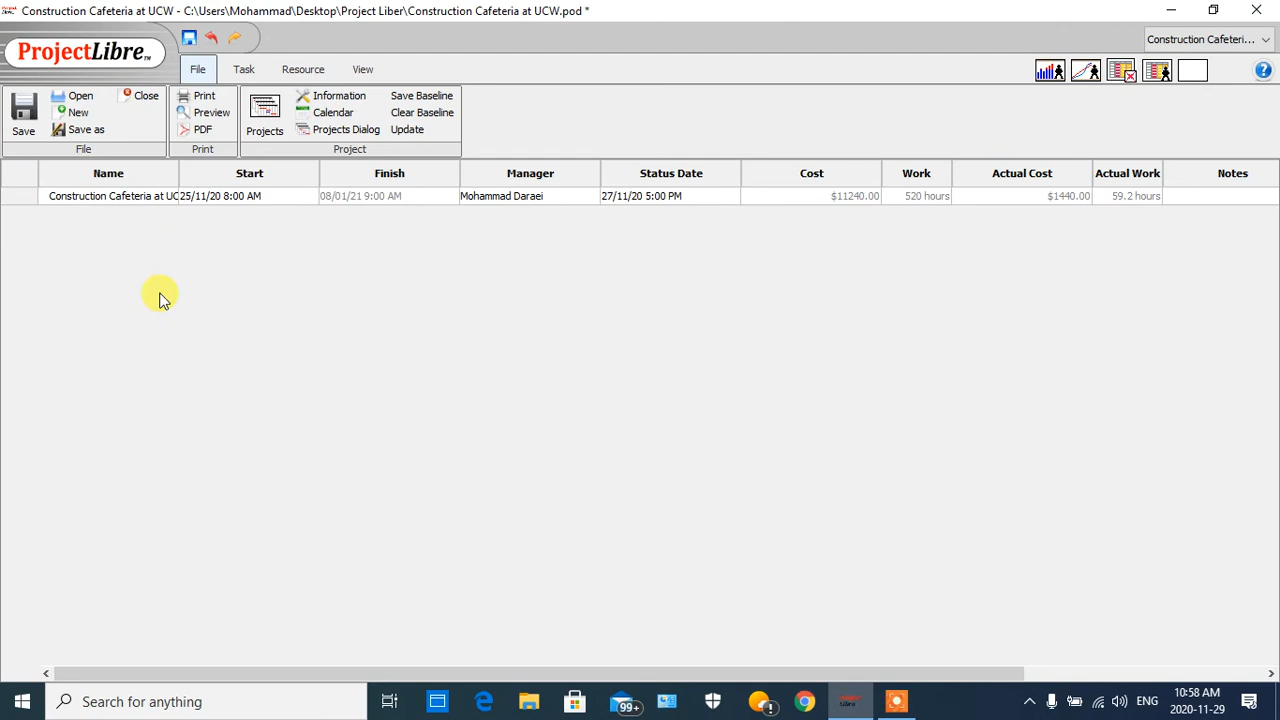 Construction Cafeteria at UCW - C:\Users\Mohammad\Desktop\Project Liber\Construction Cafeteria at UCW.pod *
ProjectLibre™
Construction Cafeteri...
File Task Resource View
Save
Open
New
Save as
Close
File
Print
Preview
PDF
Print
Projects
Information
Calendar
Projects Dialog
Save Baseline
Clear Baseline
Update
Project
Name Start Finish Manager Status Date Cost Work Actual Cost Actual Work Notes
Construction Cafeteria at UC 25/11/20 8:00 AM 08/01/21 9:00 AM Mohammad Daraei 27/11/20 5:00 PM $11240.00 520 hours $1440.00 59.2 hours
Search for anything
99+
Libre
ENG
10:58 AM
2020-11-29